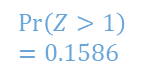 Pr(Z > 1)
= 0.1586